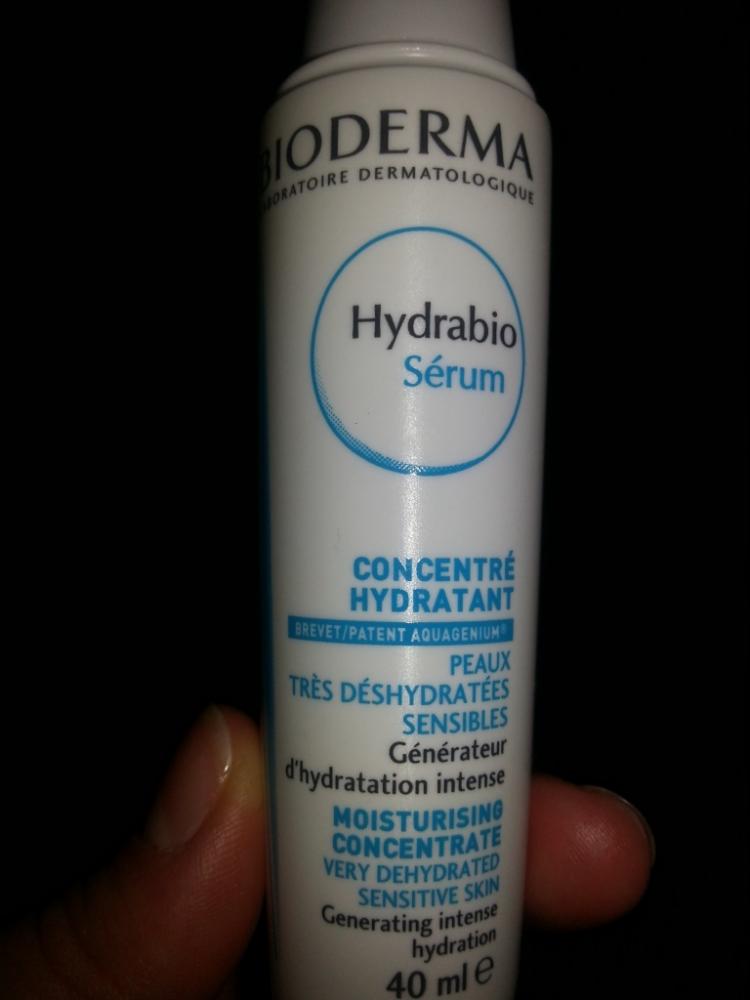 BIODERMA
LABORATOIRE DERMATOLOGIQUE
Hydrabio
Sérum
CONCENTRÉ
HYDRATANT
BREVET/PATENT AQUAGENIUM®
PEAUX
TRÈS DÉSHYDRATÉES
SENSIBLES
Générateur
d'hydratation intense
MOISTURISING
CONCENTRATE
VERY DEHYDRATED
SENSITIVE SKIN
Generating intense
hydration
40 ml e